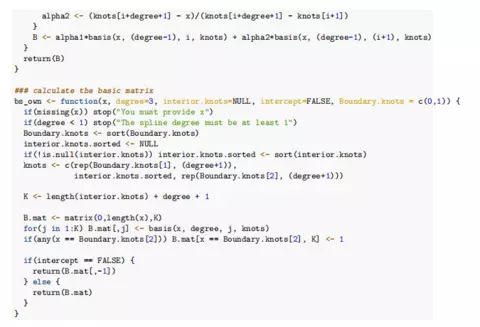 alpha2 <- (knots[i+degree+1] - x)/(knots[i+degree+1] - knots[i+1])
}
B <- alpha1*basis(x, (degree-1), i, knots) + alpha2*basis(x, (degree-1), (i+1), knots)
}
return(B)
}
### calculate the basic matrix
bs_own <- function(x, degree=3, interior.knots=NULL, intercept=FALSE, Boundary.knots = c(0,1)) {
if(missing(x)) stop("You must provide x")
if(degree < 1) stop("The spline degree must be at least 1")
Boundary.knots <- sort(Boundary.knots)
interior.knots.sorted <- NULL
if(!is.null(interior.knots)) interior.knots.sorted <- sort(interior.knots)
knots <- c(rep(Boundary.knots[1], (degree+1)),
interior.knots.sorted, rep(Boundary.knots[2], (degree+1)))
K <- length(interior.knots) + degree + 1
B.mat <- matrix(0,length(x),K)
for(j in 1:K) B.mat[,j] <- basis(x, degree, j, knots)
if(any(x == Boundary.knots[2])) B.mat[x == Boundary.knots[2], K] <- 1
if(intercept == FALSE) {
return(B.mat[,-1])
} else {
return(B.mat)
}
}